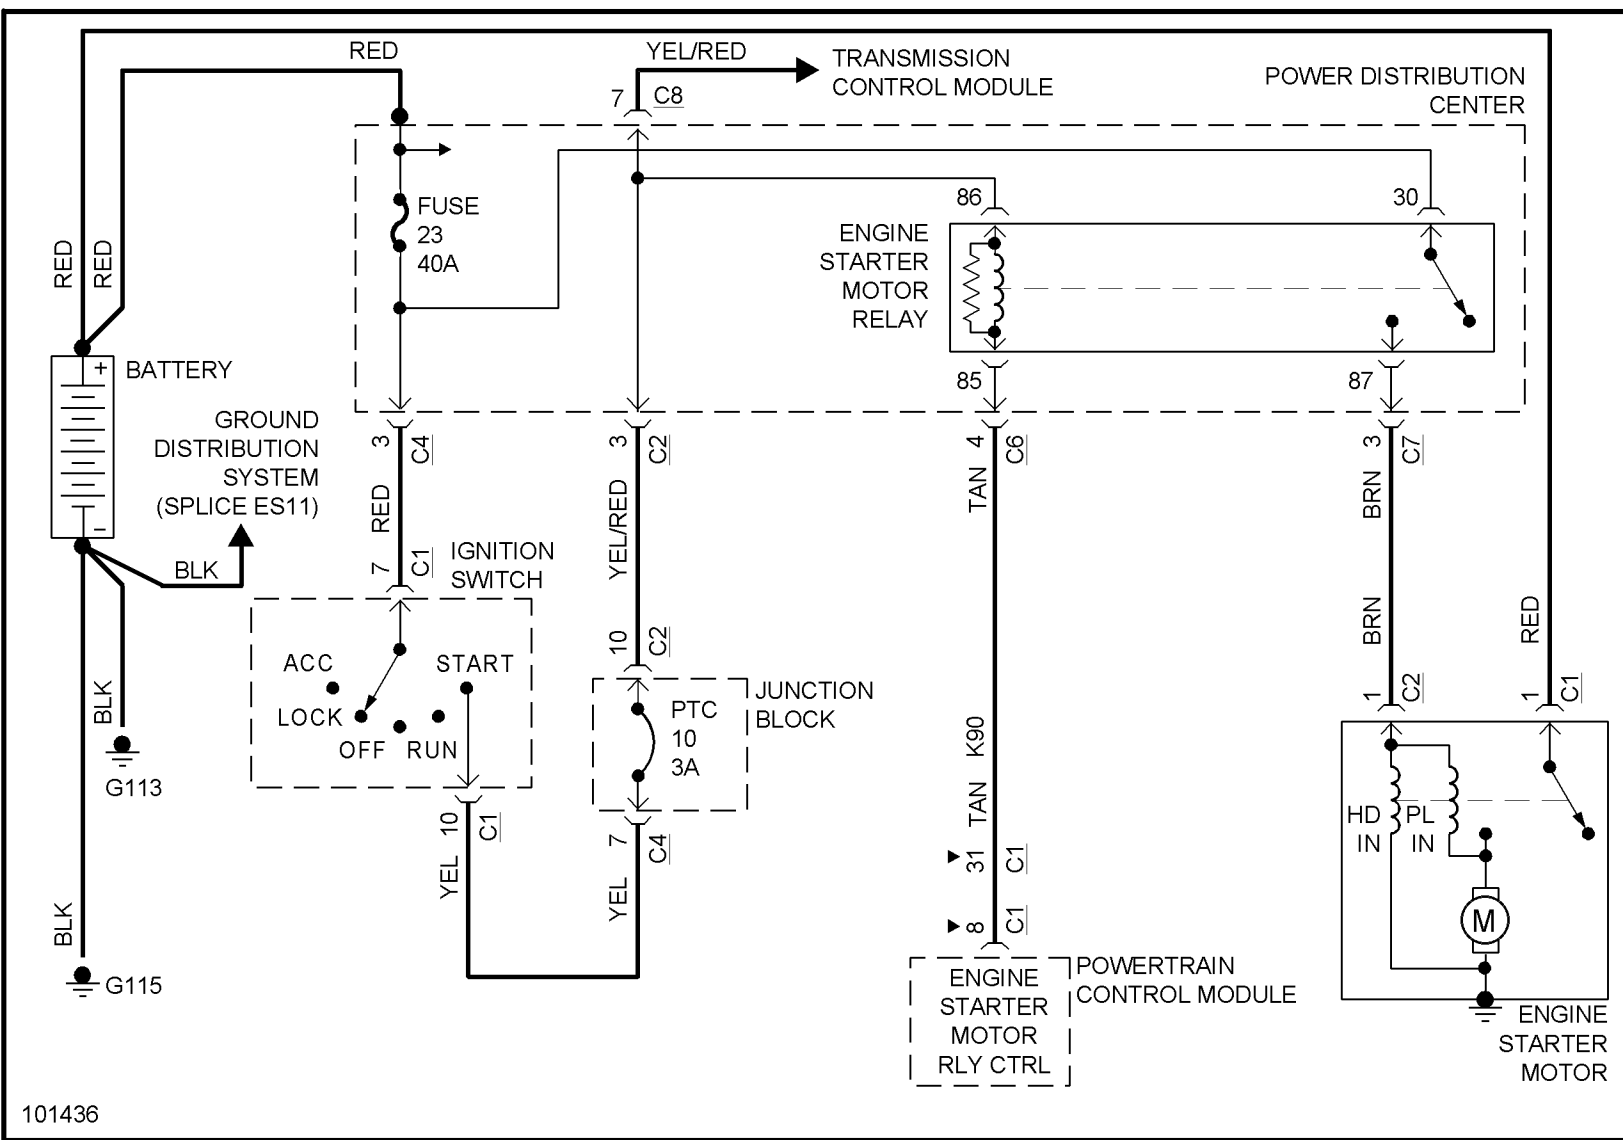 RED
YEL/RED
TRANSMISSION
CONTROL MODULE
POWER DISTRIBUTION
CENTER
7
C8
86
30
FUSE
23
40A
ENGINE
STARTER
MOTOR
RELAY
RED
RED
+
BATTERY
85
87
GROUND
DISTRIBUTION
SYSTEM
(SPLICE ES11)
3
C4
3
C2
4
C6
3
C7
RED
YEL/RED
TAN
BRN
−
BLK
7
C1
IGNITION
SWITCH
10
C2
BRN
RED
ACC
START
LOCK
OFF
RUN
JUNCTION
BLOCK
PTC
10
3A
1
C2
1
C1
BLK
G113
K90
TAN
HD
IN
PL
IN
10
C1
7
C4
31
C1
YEL
YEL
8
C1
M
BLK
G115
ENGINE
STARTER
MOTOR
RLY CTRL
POWERTRAIN
CONTROL MODULE
ENGINE
STARTER
MOTOR
101436